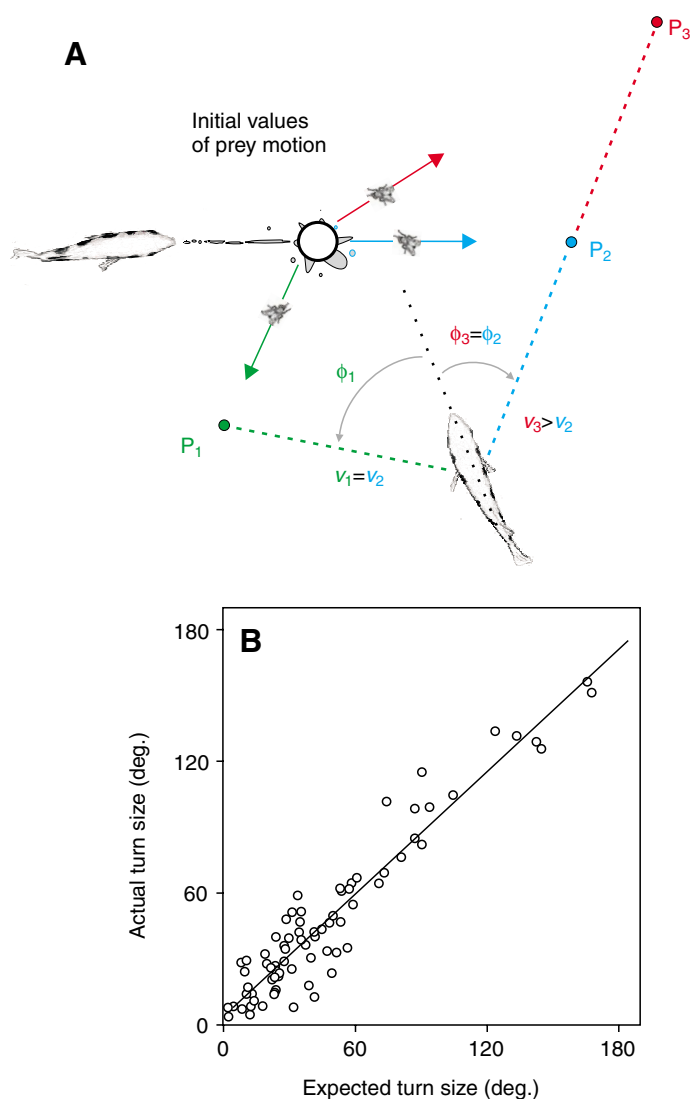 A
P₃
Initial values
of prey motion
P₂
ϕ₃=ϕ₂
ϕ₁
v₃>v₂
P₁
v₁=v₂
B
180
120
60
0
Actual turn size (deg.)
0 60 120 180
Expected turn size (deg.)